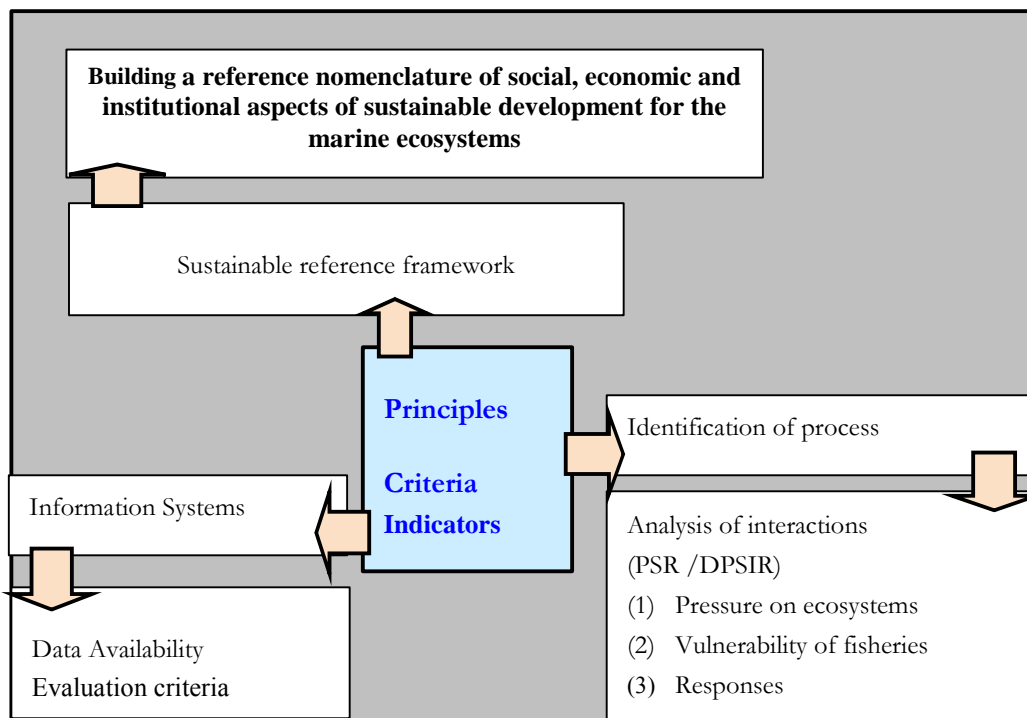 Building a reference nomenclature of social, economic and
institutional aspects of sustainable development for the
marine ecosystems
Sustainable reference framework
Principles
Criteria
Indicators
Identification of process
Information Systems
Analysis of interactions
(PSR /DPSIR)
(1) Pressure on ecosystems
(2) Vulnerability of fisheries
(3) Responses
Data Availability
Evaluation criteria